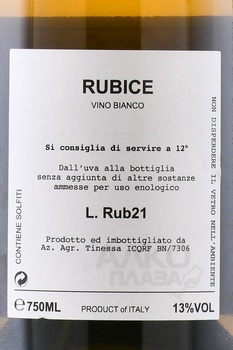 RUBICE
VINO BIANCO
Si consiglia di servire a 12°
Dall'uva alla bottiglia
senza aggiunta di altre sostanze
ammesse per uso enologico
L. Rub21
Prodotto ed imbottigliato da
Az. Agr. Tinessa ICQRF BN/7306
℮750ML
PRODUCT of ITALY
13%VOL
CONTIENE SOLFITI
NON DISPERDERE IL VETRO NELL'AMBIENTE
ПЛАВАЗ